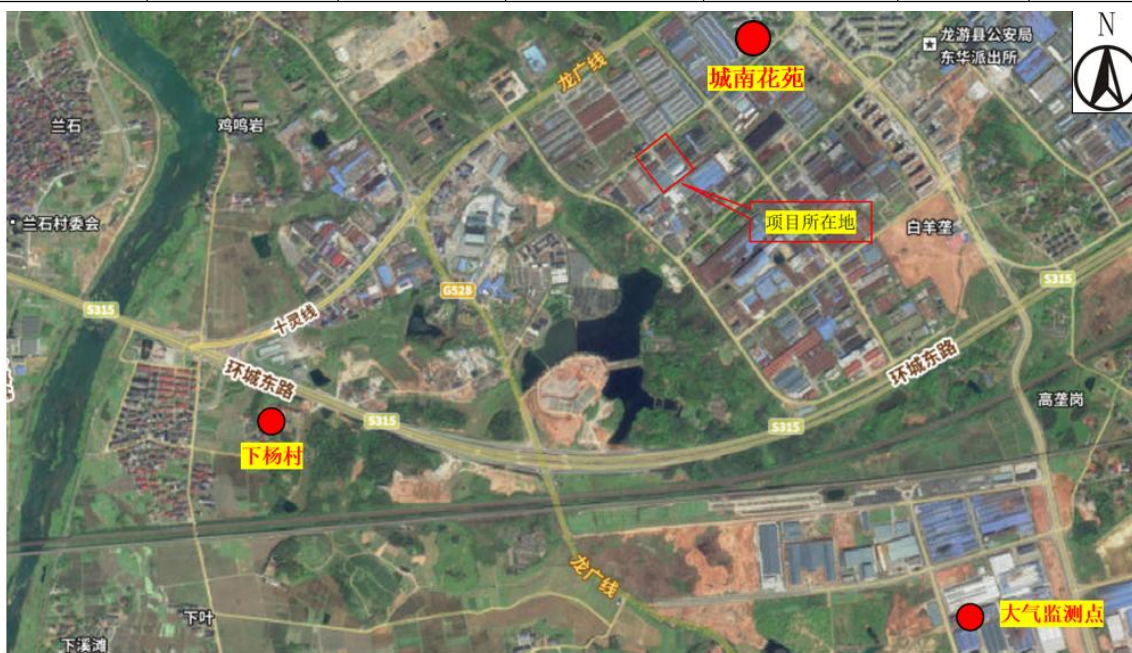 N
龙游县公安局
东华派出所
龙广线
城南花苑
兰石
鸡鸣岩
兰石村委会
项目所在地
白羊垄
S315
G528
S315
十灵线
环城东路
环城东路
高垄岗
S315
S315
下杨村
龙广线
下叶
大气监测点
下溪滩